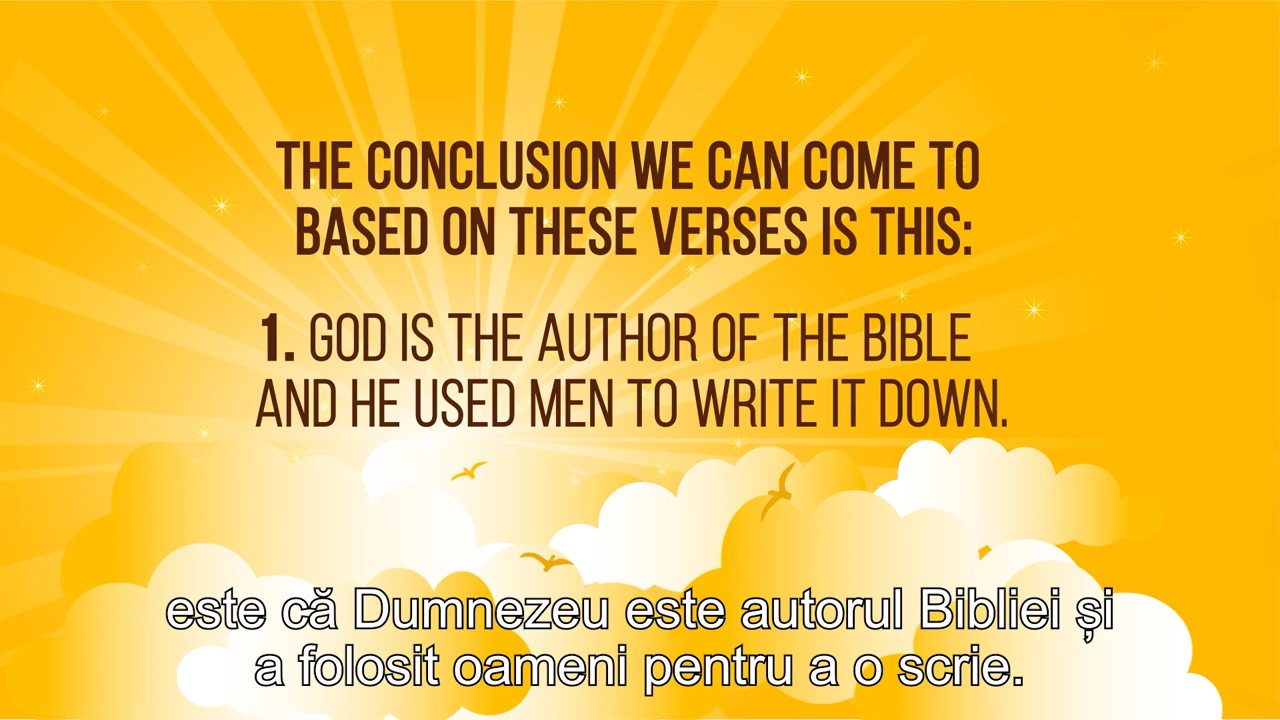 THE CONCLUSION WE CAN COME TO
BASED ON THESE VERSES IS THIS:
1. GOD IS THE AUTHOR OF THE BIBLE
AND HE USED MEN TO WRITE IT DOWN.
este că Dumnezeu este autorul Bibliei și
a folosit oameni pentru a o scrie.